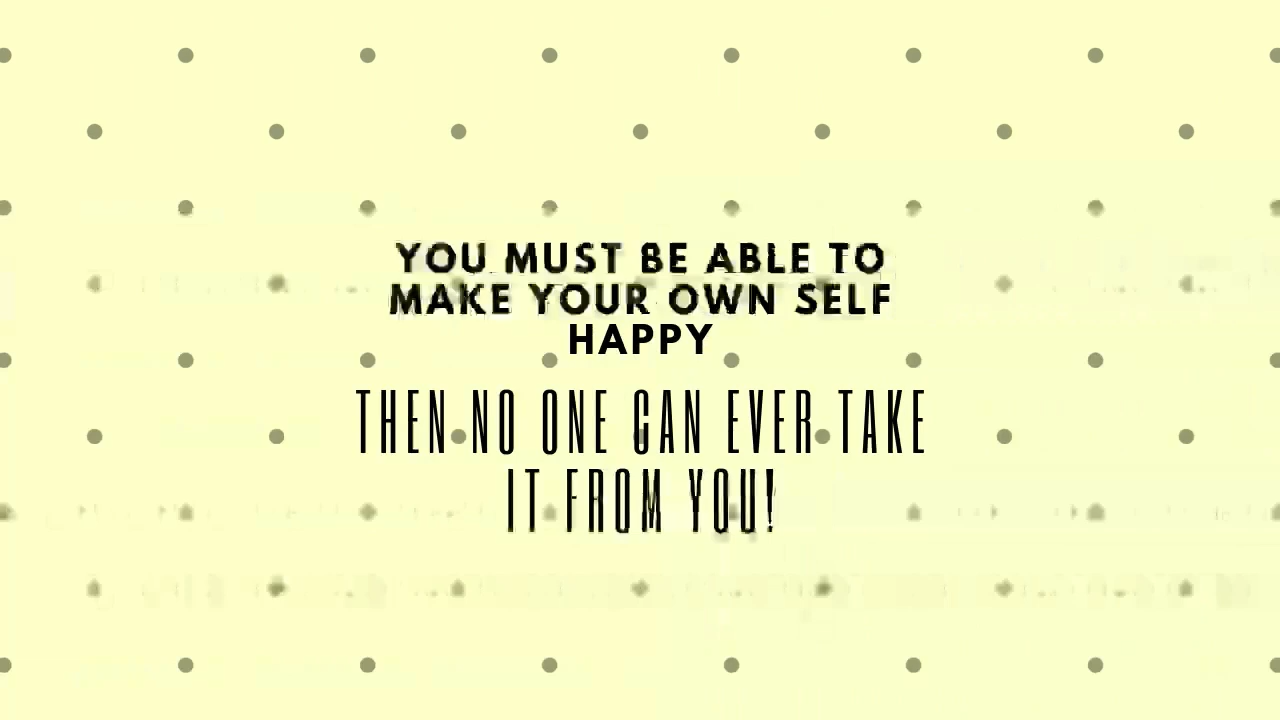 YOU MUST BE ABLE TO
MAKE YOUR OWN SELF
HAPPY
THEN NO ONE CAN EVER TAKE
IT FROM YOU!